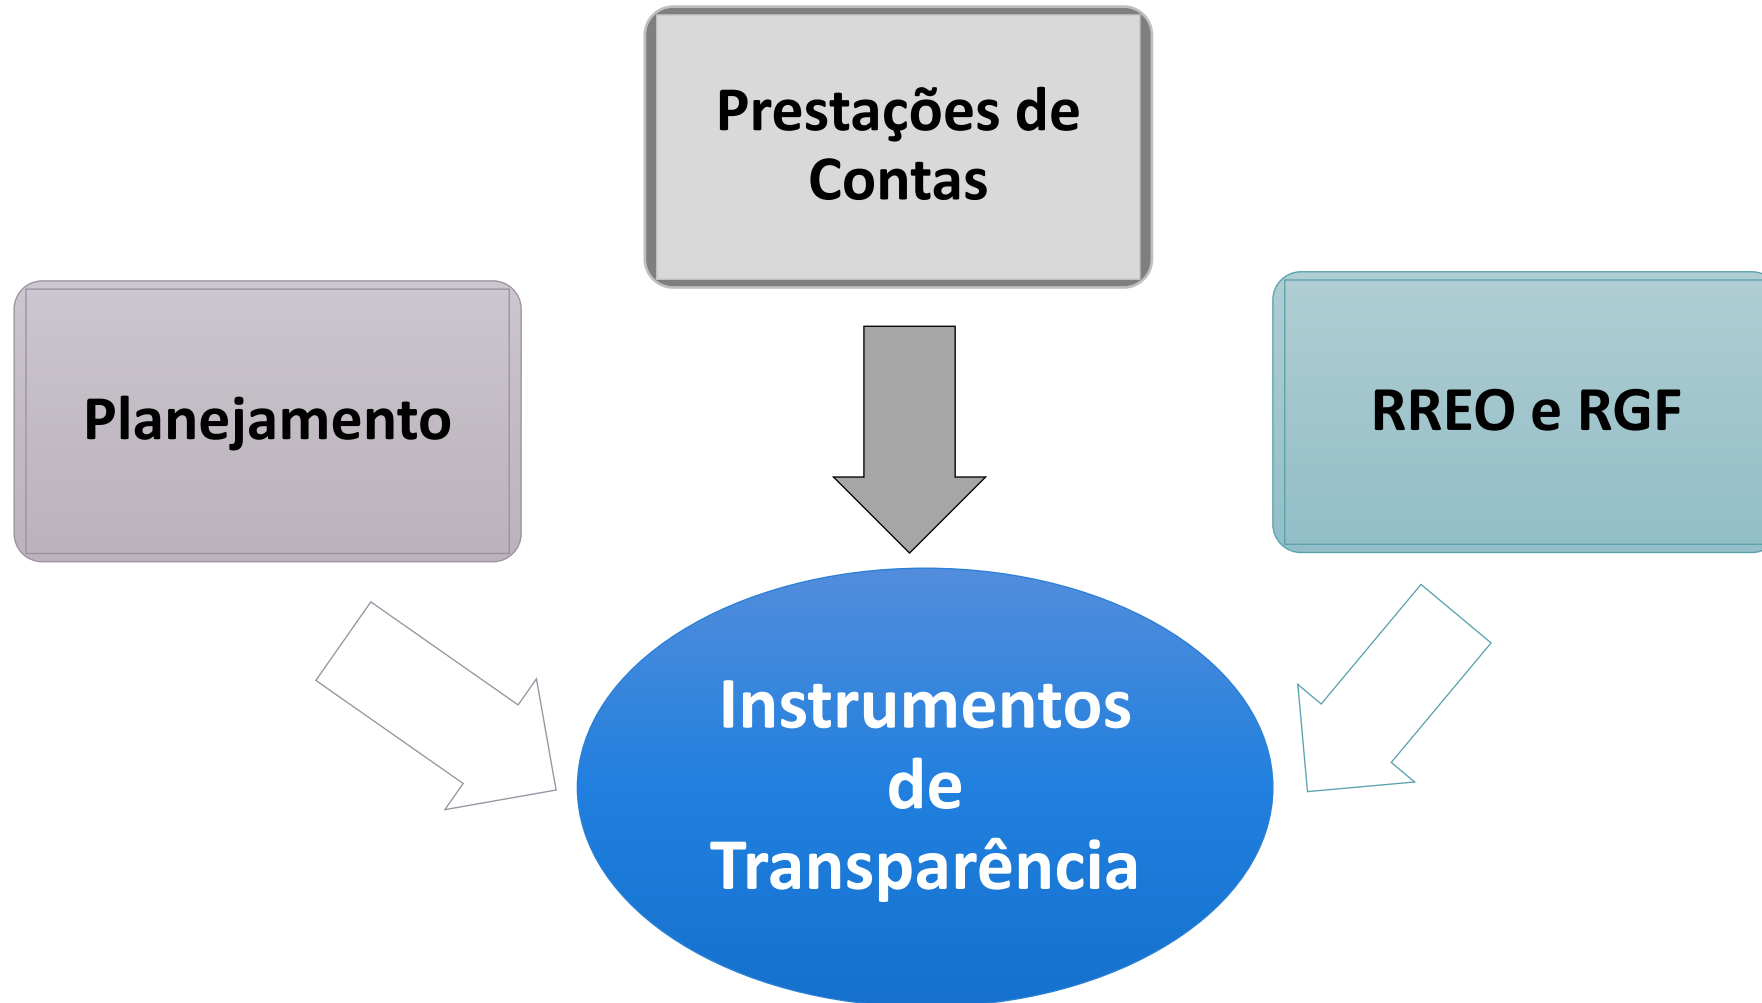 Prestações de
Contas
Planejamento
RREO e RGF
Instrumentos
de
Transparência